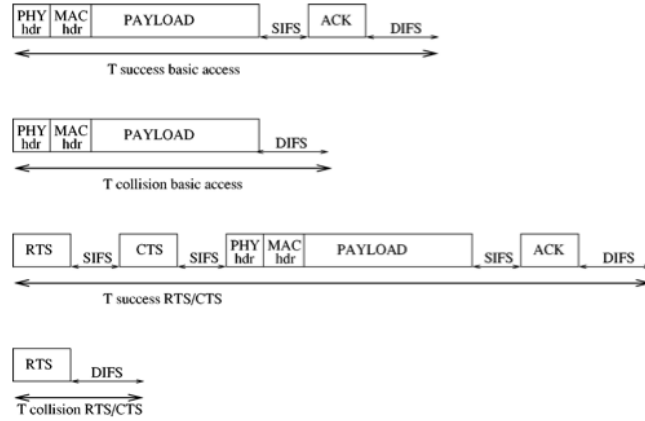 PHY MAC PAYLOAD SIFS ACK DIFS
hdr hdr
T success basic access
PHY MAC PAYLOAD DIFS
hdr hdr
T collision basic access
RTS SIFS CTS SIFS PHY MAC PAYLOAD SIFS ACK DIFS
hdr hdr
T success RTS/CTS
RTS DIFS
T collision RTS/CTS